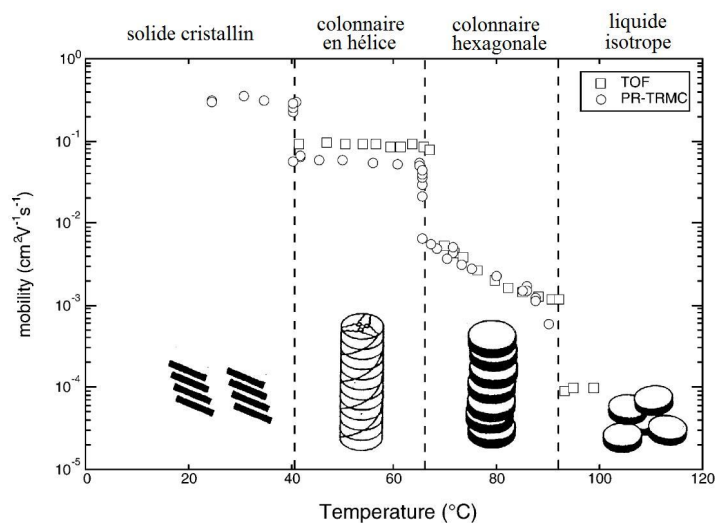 solide cristallin
colonnaire
en hélice
colonnaire
hexagonale
liquide
isotrope
TOF
PR-TRMC
10⁰
10⁻¹
10⁻²
10⁻³
10⁻⁴
10⁻⁵
mobility (cm²V⁻¹s⁻¹)
0 20 40 60 80 100 120
Temperature (°C)